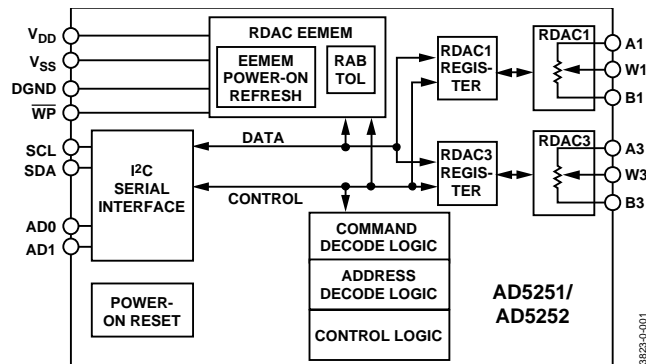 VDD
VSS
DGND
WP
SCL
SDA
AD0
AD1
RDAC EEMEM
EEMEM
POWER-ON
REFRESH
RAB
TOL
I2C
SERIAL
INTERFACE
DATA
CONTROL
RDAC1
REGIS-
TER
RDAC1
A1
W1
B1
RDAC3
REGIS-
TER
RDAC3
A3
W3
B3
COMMAND
DECODE LOGIC
ADDRESS
DECODE LOGIC
CONTROL LOGIC
POWER-
ON RESET
AD5251/
AD5252
3823-0-001